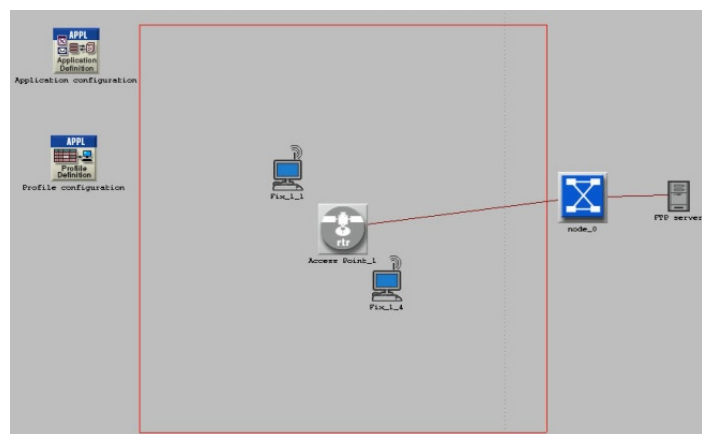 APPL
Application
Definition
Application configuration
APPL
Profile
Definition
Profile configuration
Fix_1_1
rtr
Access Point_1
Fix_1_4
node_0
FTP server